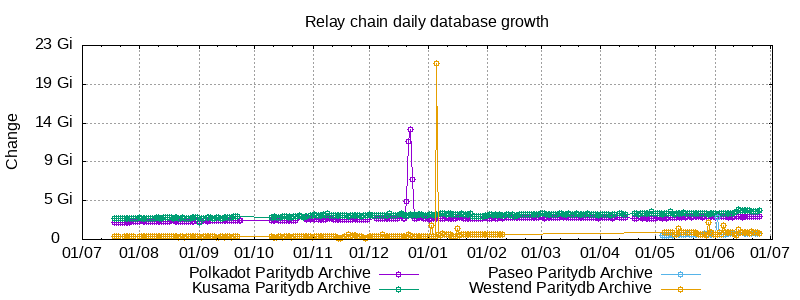 Relay chain daily database growth
Change
23 Gi
19 Gi
14 Gi
9 Gi
5 Gi
0
01/07 01/08 01/09 01/10 01/11 01/12 01/01 01/02 01/03 01/04 01/05 01/06 01/07
Polkadot Paritydb Archive Paseo Paritydb Archive
Kusama Paritydb Archive Westend Paritydb Archive